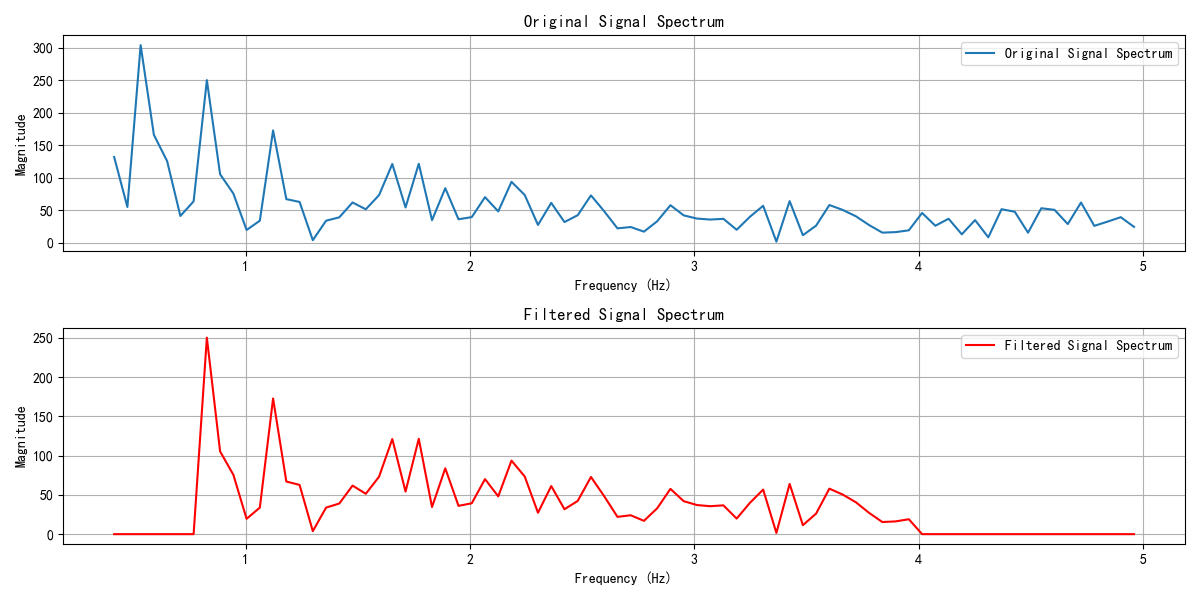 Original Signal Spectrum
Original Signal Spectrum
Magnitude
300
250
200
150
100
50
0
1 2 3 4 5
Frequency (Hz)
Filtered Signal Spectrum
Filtered Signal Spectrum
Magnitude
250
200
150
100
50
0
1 2 3 4 5
Frequency (Hz)